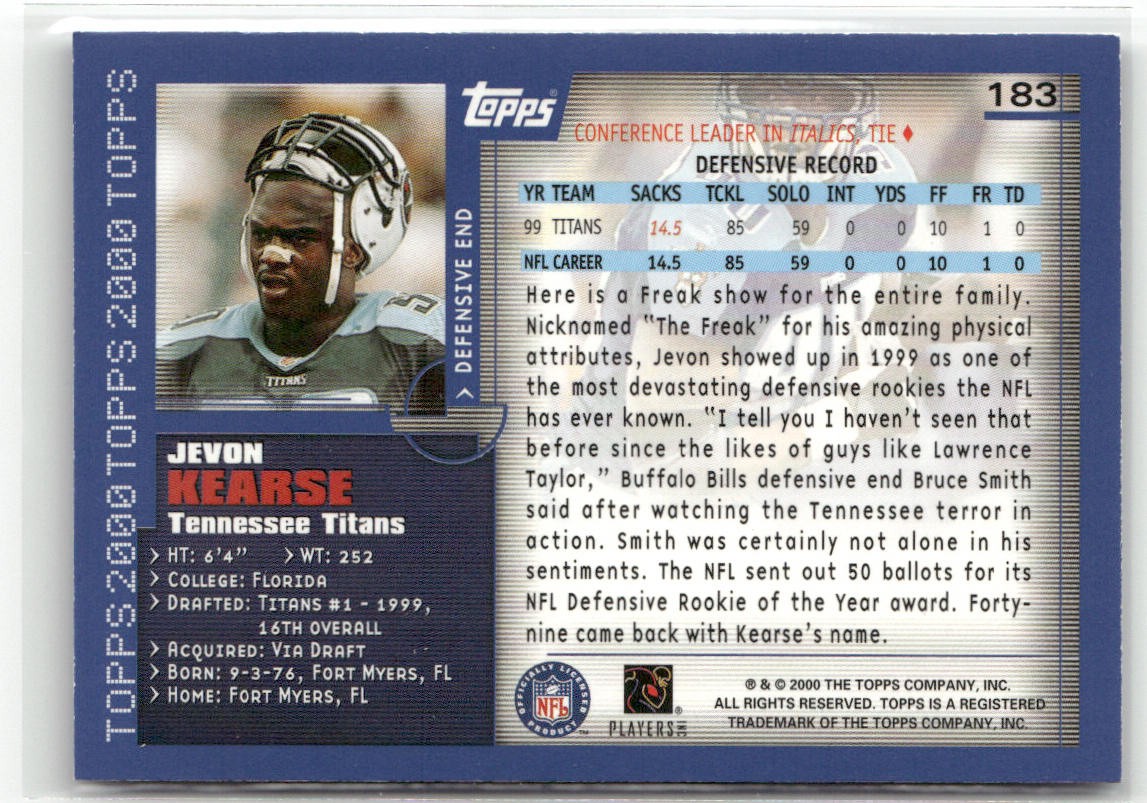 TOPPS 2000 TOPPS 2000 TOPPS 2000 TOPPS
TITANS
> DEFENSIVE END
JEVON
KEARSE
Tennessee Titans
> HT: 6'4" > WT: 252
> COLLEGE: FLORIDA
> DRAFTED: TITANS #1 - 1999,
16TH OVERALL
> ACQUIRED: VIA DRAFT
> BORN: 9-3-76, FORT MYERS, FL
> HOME: FORT MYERS, FL
TOPPS®
183
CONFERENCE LEADER IN ITALICS, TIE ♦
DEFENSIVE RECORD
YR TEAM SACKS TCKL SOLO INT YDS FF FR TD
99 TITANS 14.5 85 59 0 0 10 1 0
NFL CAREER 14.5 85 59 0 0 10 1 0
Here is a Freak show for the entire family.
Nicknamed "The Freak" for his amazing physical
attributes, Jevon showed up in 1999 as one of
the most devastating defensive rookies the NFL
has ever known. "I tell you I haven't seen that
before since the likes of guys like Lawrence
Taylor," Buffalo Bills defensive end Bruce Smith
said after watching the Tennessee terror in
action. Smith was certainly not alone in his
sentiments. The NFL sent out 50 ballots for its
NFL Defensive Rookie of the Year award. Forty-
nine came back with Kearse's name.
OFFICIALLY LICENSED
NFL
PRODUCT™
PLAYERS INC ®
® & © 2000 THE TOPPS COMPANY, INC.
ALL RIGHTS RESERVED. TOPPS IS A REGISTERED
TRADEMARK OF THE TOPPS COMPANY, INC.